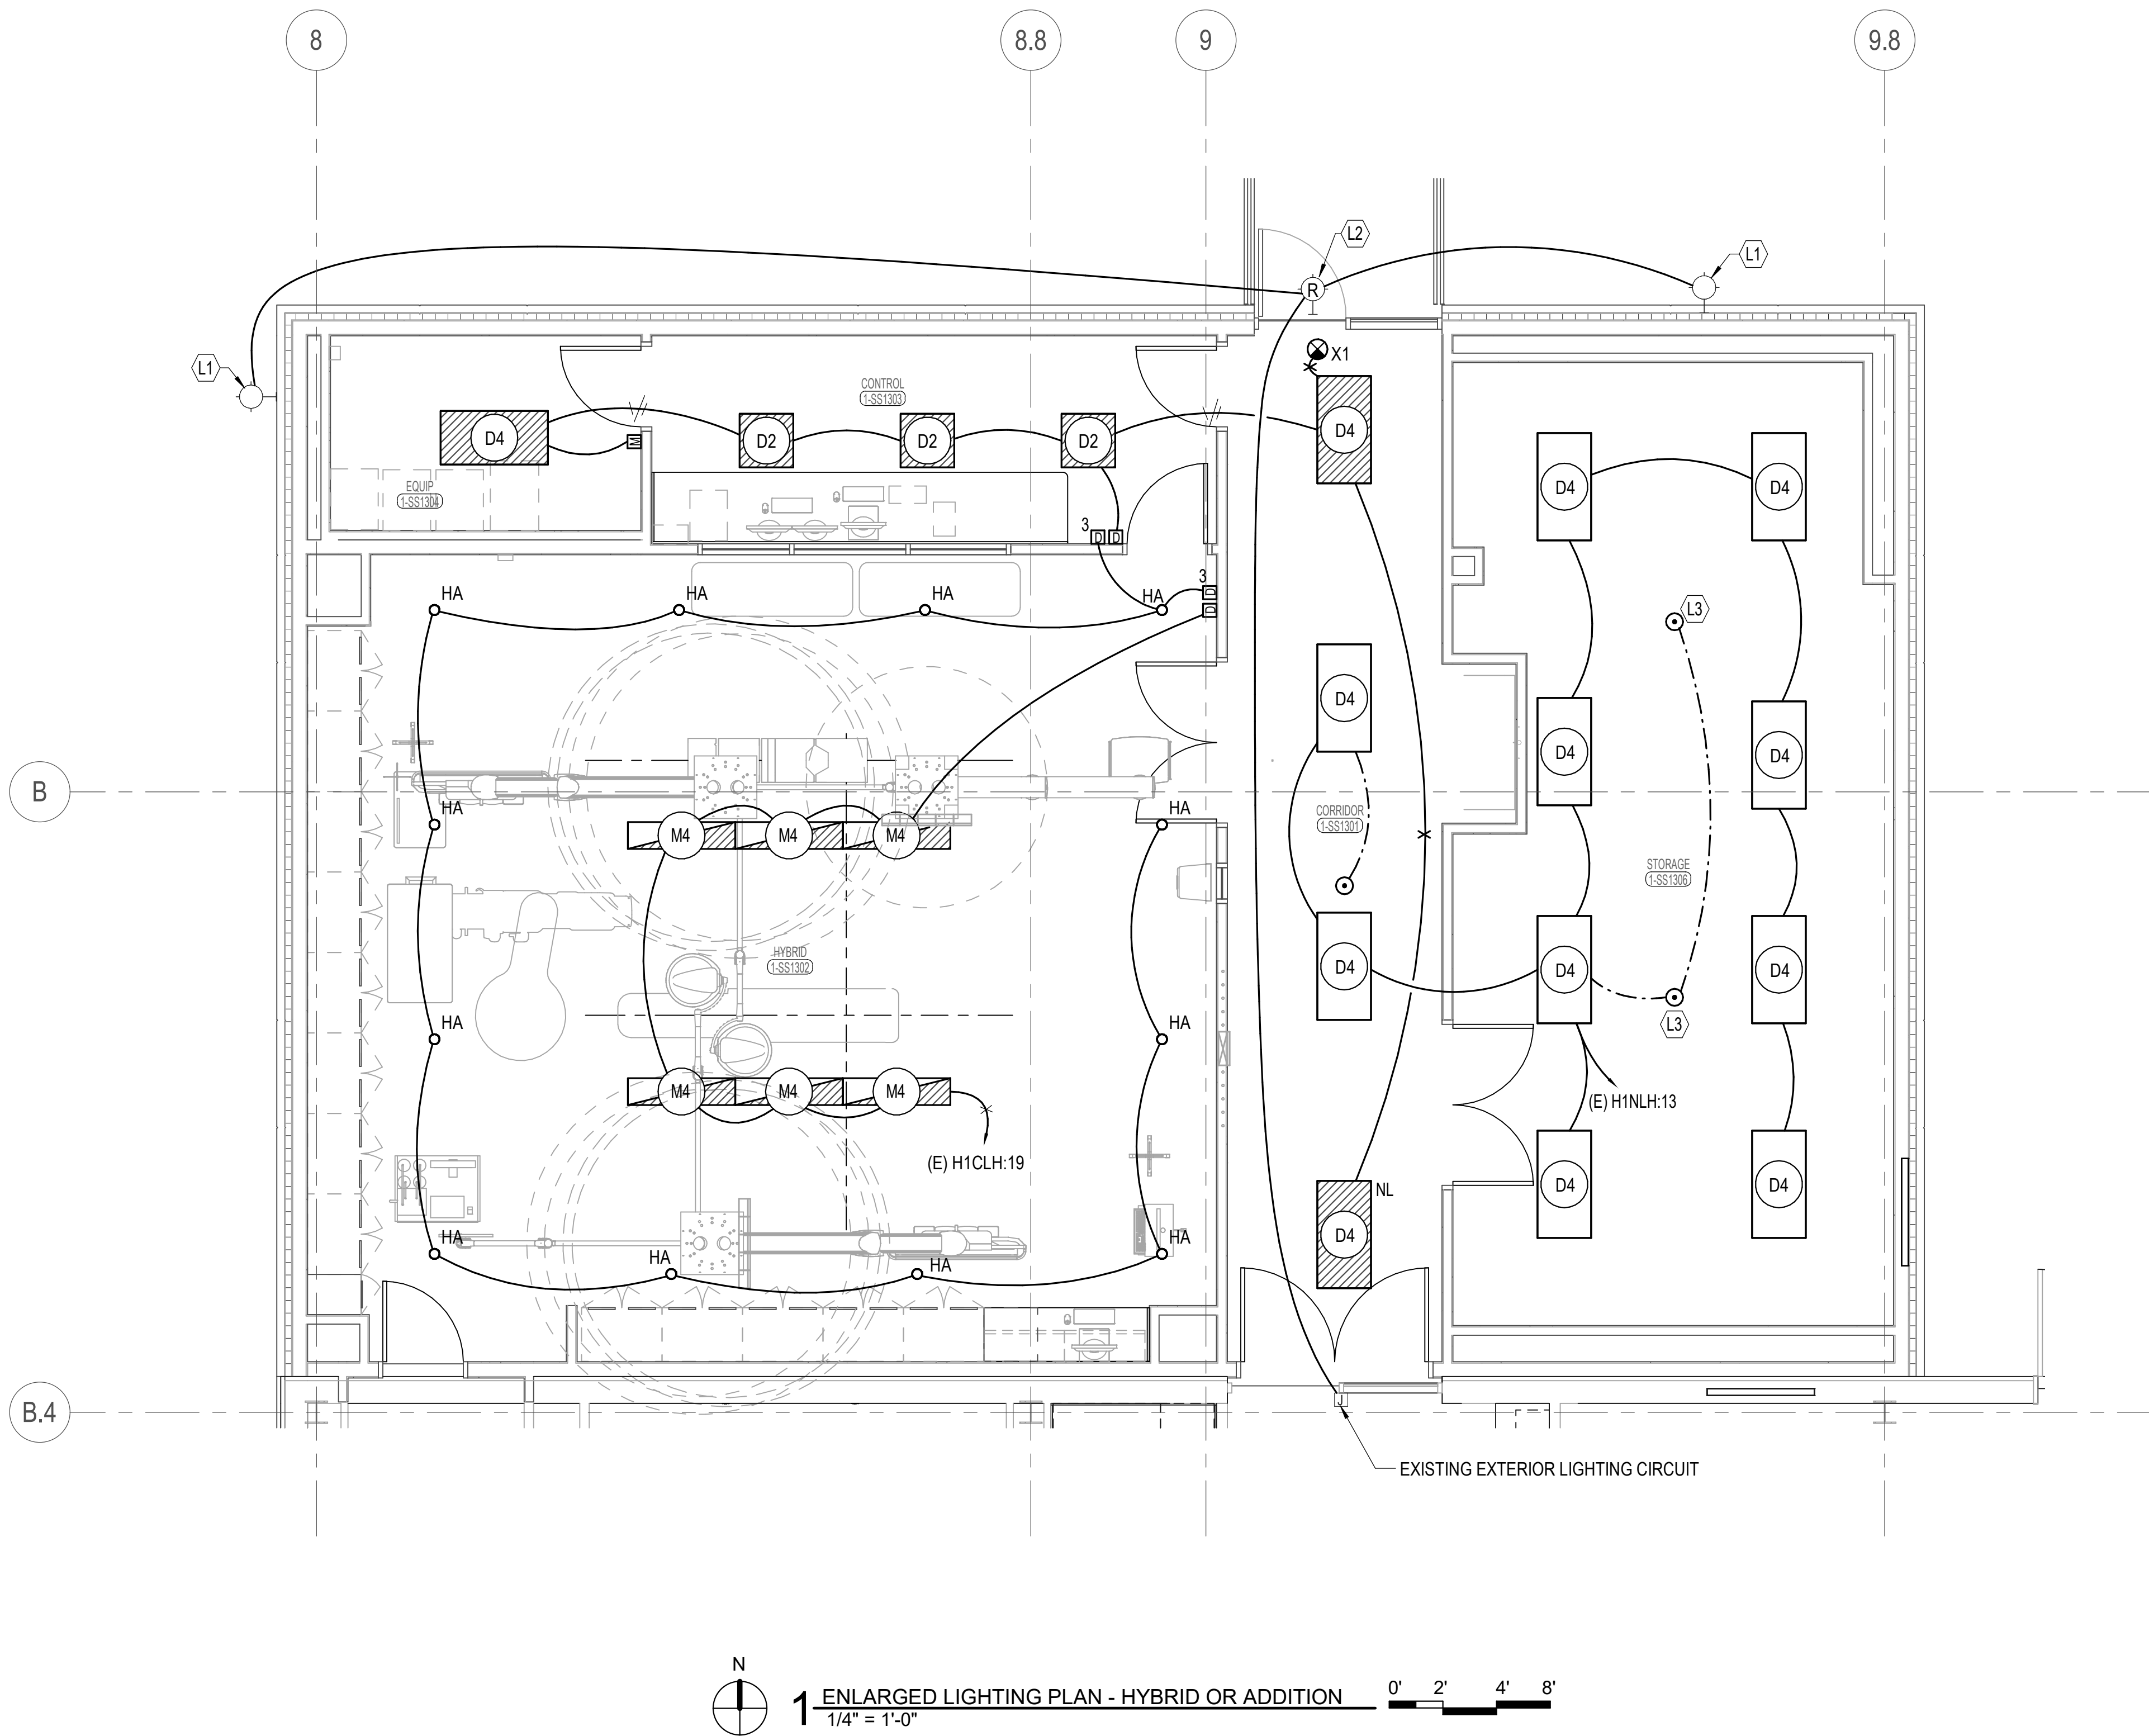 8
8.8
9
9.8
L2
L1
R
L1
X1
CONTROL
1-SS1303
D4
M
D2
D2
D2
D4
D4
D4
EQUIP
1-SS1304
3
D
D
3
D
D
HA
HA
HA
HA
L3
D4
D4
D4
B
HA
HA
M4
M4
M4
CORRIDOR
1-SS1301
STORAGE
1-SS1306
HYBRID
1-SS1302
D4
D4
D4
HA
HA
L3
M4
M4
M4
(E) H1NLH:13
(E) H1CLH:19
NL
D4
D4
D4
HA
HA
HA
HA
B.4
J
EXISTING EXTERIOR LIGHTING CIRCUIT
N
1 ENLARGED LIGHTING PLAN - HYBRID OR ADDITION
1/4" = 1'-0"
0' 2' 4' 8'